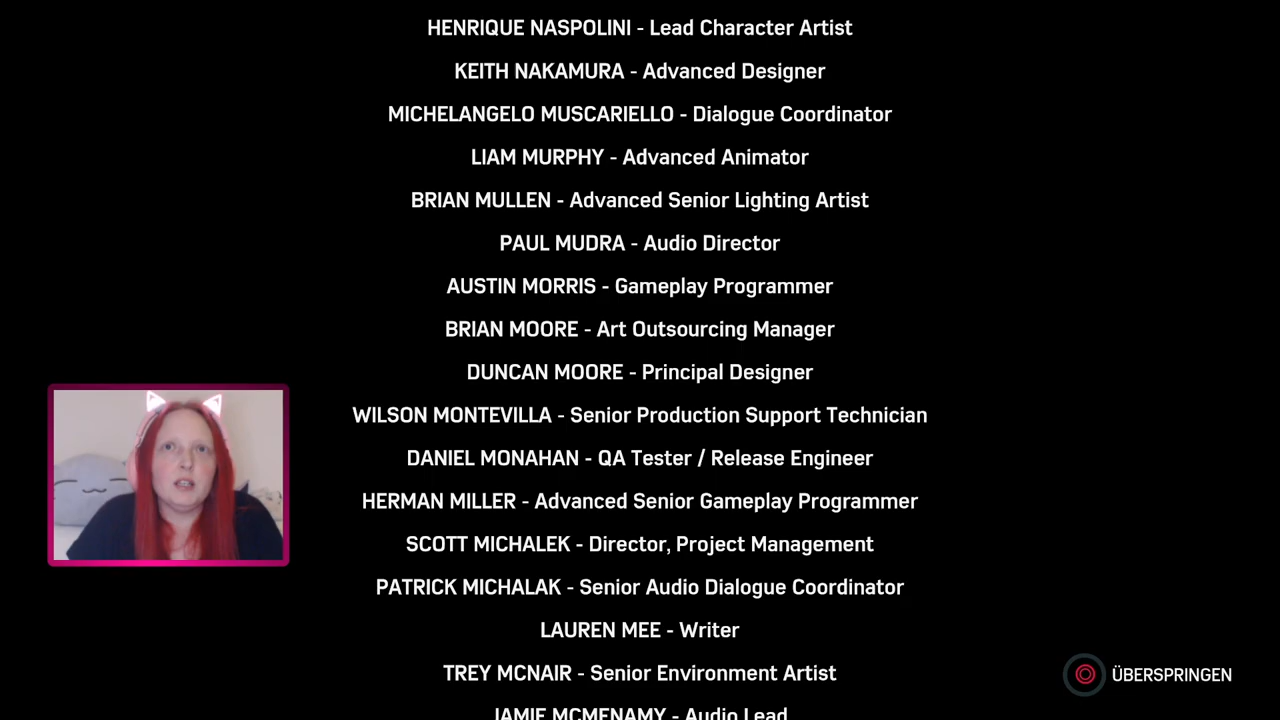 HENRIQUE NASPOLINI - Lead Character Artist
KEITH NAKAMURA - Advanced Designer
MICHELANGELO MUSCARIELLO - Dialogue Coordinator
LIAM MURPHY - Advanced Animator
BRIAN MULLEN - Advanced Senior Lighting Artist
PAUL MUDRA - Audio Director
AUSTIN MORRIS - Gameplay Programmer
BRIAN MOORE - Art Outsourcing Manager
DUNCAN MOORE - Principal Designer
WILSON MONTEVILLA - Senior Production Support Technician
DANIEL MONAHAN - QA Tester / Release Engineer
HERMAN MILLER - Advanced Senior Gameplay Programmer
SCOTT MICHALEK - Director, Project Management
PATRICK MICHALAK - Senior Audio Dialogue Coordinator
LAUREN MEE - Writer
TREY MCNAIR - Senior Environment Artist
ÜBERSPRINGEN
JAMIE MCMENAMY - Audio Lead